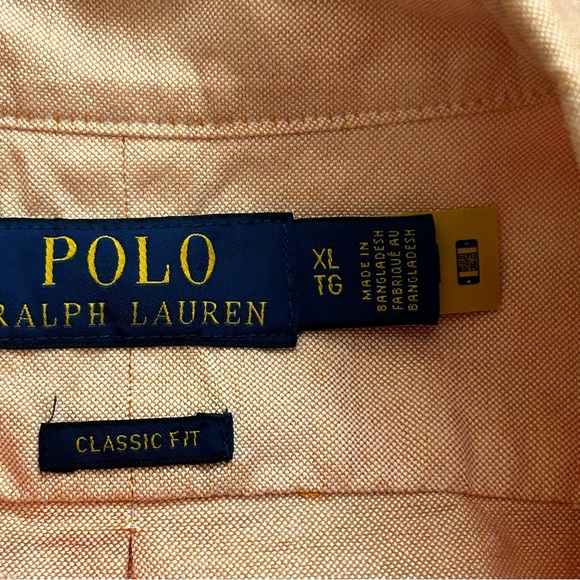 POLO
RALPH LAUREN
XL
TG
MADE IN
BANGLADESH
FABRIQUÉ AU
BANGLADESH
CLASSIC FIT